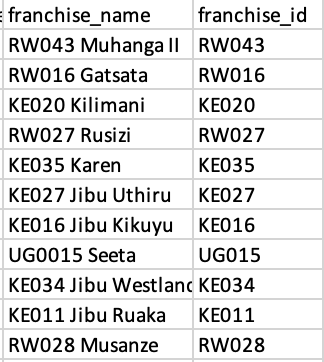 franchise_name franchise_id
RW043 Muhanga II RW043
RW016 Gatsata RW016
KE020 Kilimani KE020
RW027 Rusizi RW027
KE035 Karen KE035
KE027 Jibu Uthiru KE027
KE016 Jibu Kikuyu KE016
UG0015 Seeta UG015
KE034 Jibu Westland KE034
KE011 Jibu Ruaka KE011
RW028 Musanze RW028